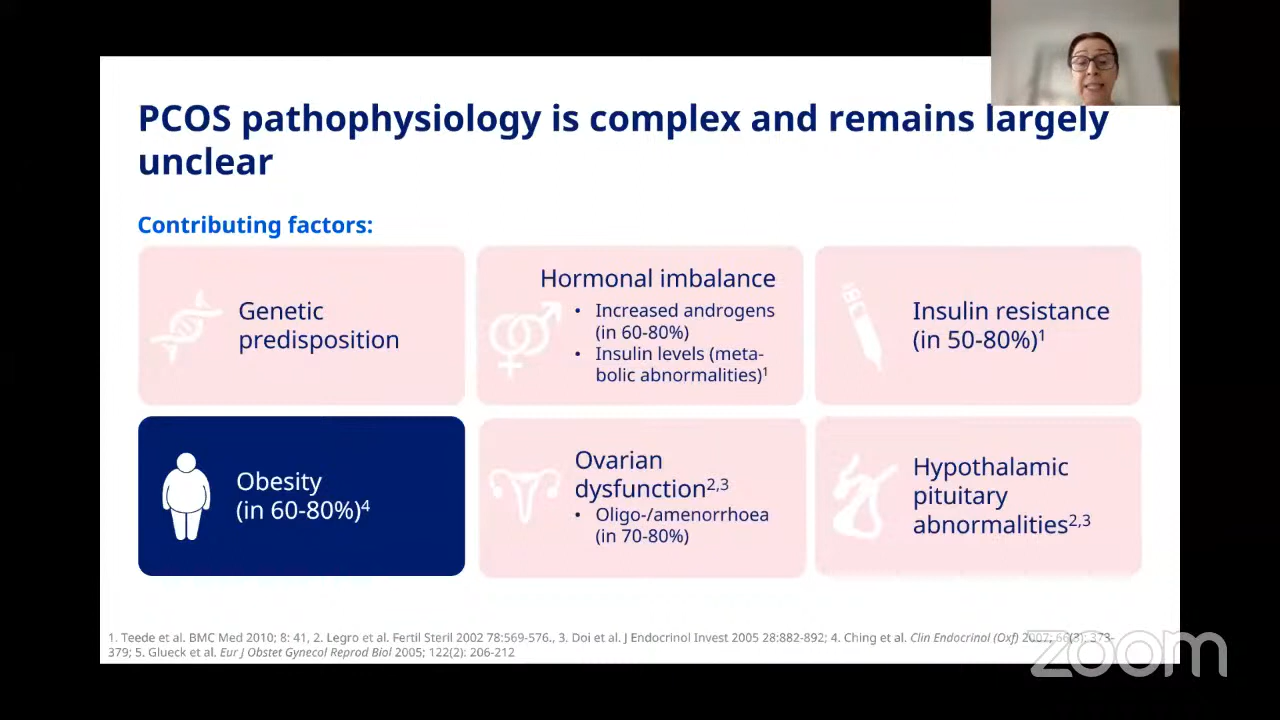 PCOS pathophysiology is complex and remains largely
unclear
Contributing factors:
Genetic
predisposition
Hormonal imbalance
• Increased androgens
(in 60-80%)
• Insulin levels (meta-
bolic abnormalities)¹
Insulin resistance
(in 50-80%)¹
Obesity
(in 60-80%)⁴
Ovarian
dysfunction²,³
• Oligo-/amenorrhoea
(in 70-80%)
Hypothalamic
pituitary
abnormalities²,³
1. Teede et al. BMC Med 2010; 8: 41, 2. Legro et al. Fertil Steril 2002 78:569-576., 3. Doi et al. J Endocrinol Invest 2005 28:882-892; 4. Ching et al. Clin Endocrinol (Oxf) 2007; 66(3): 373-
379; 5. Glueck et al. Eur J Obstet Gynecol Reprod Biol 2005; 122(2): 206-212
zoom